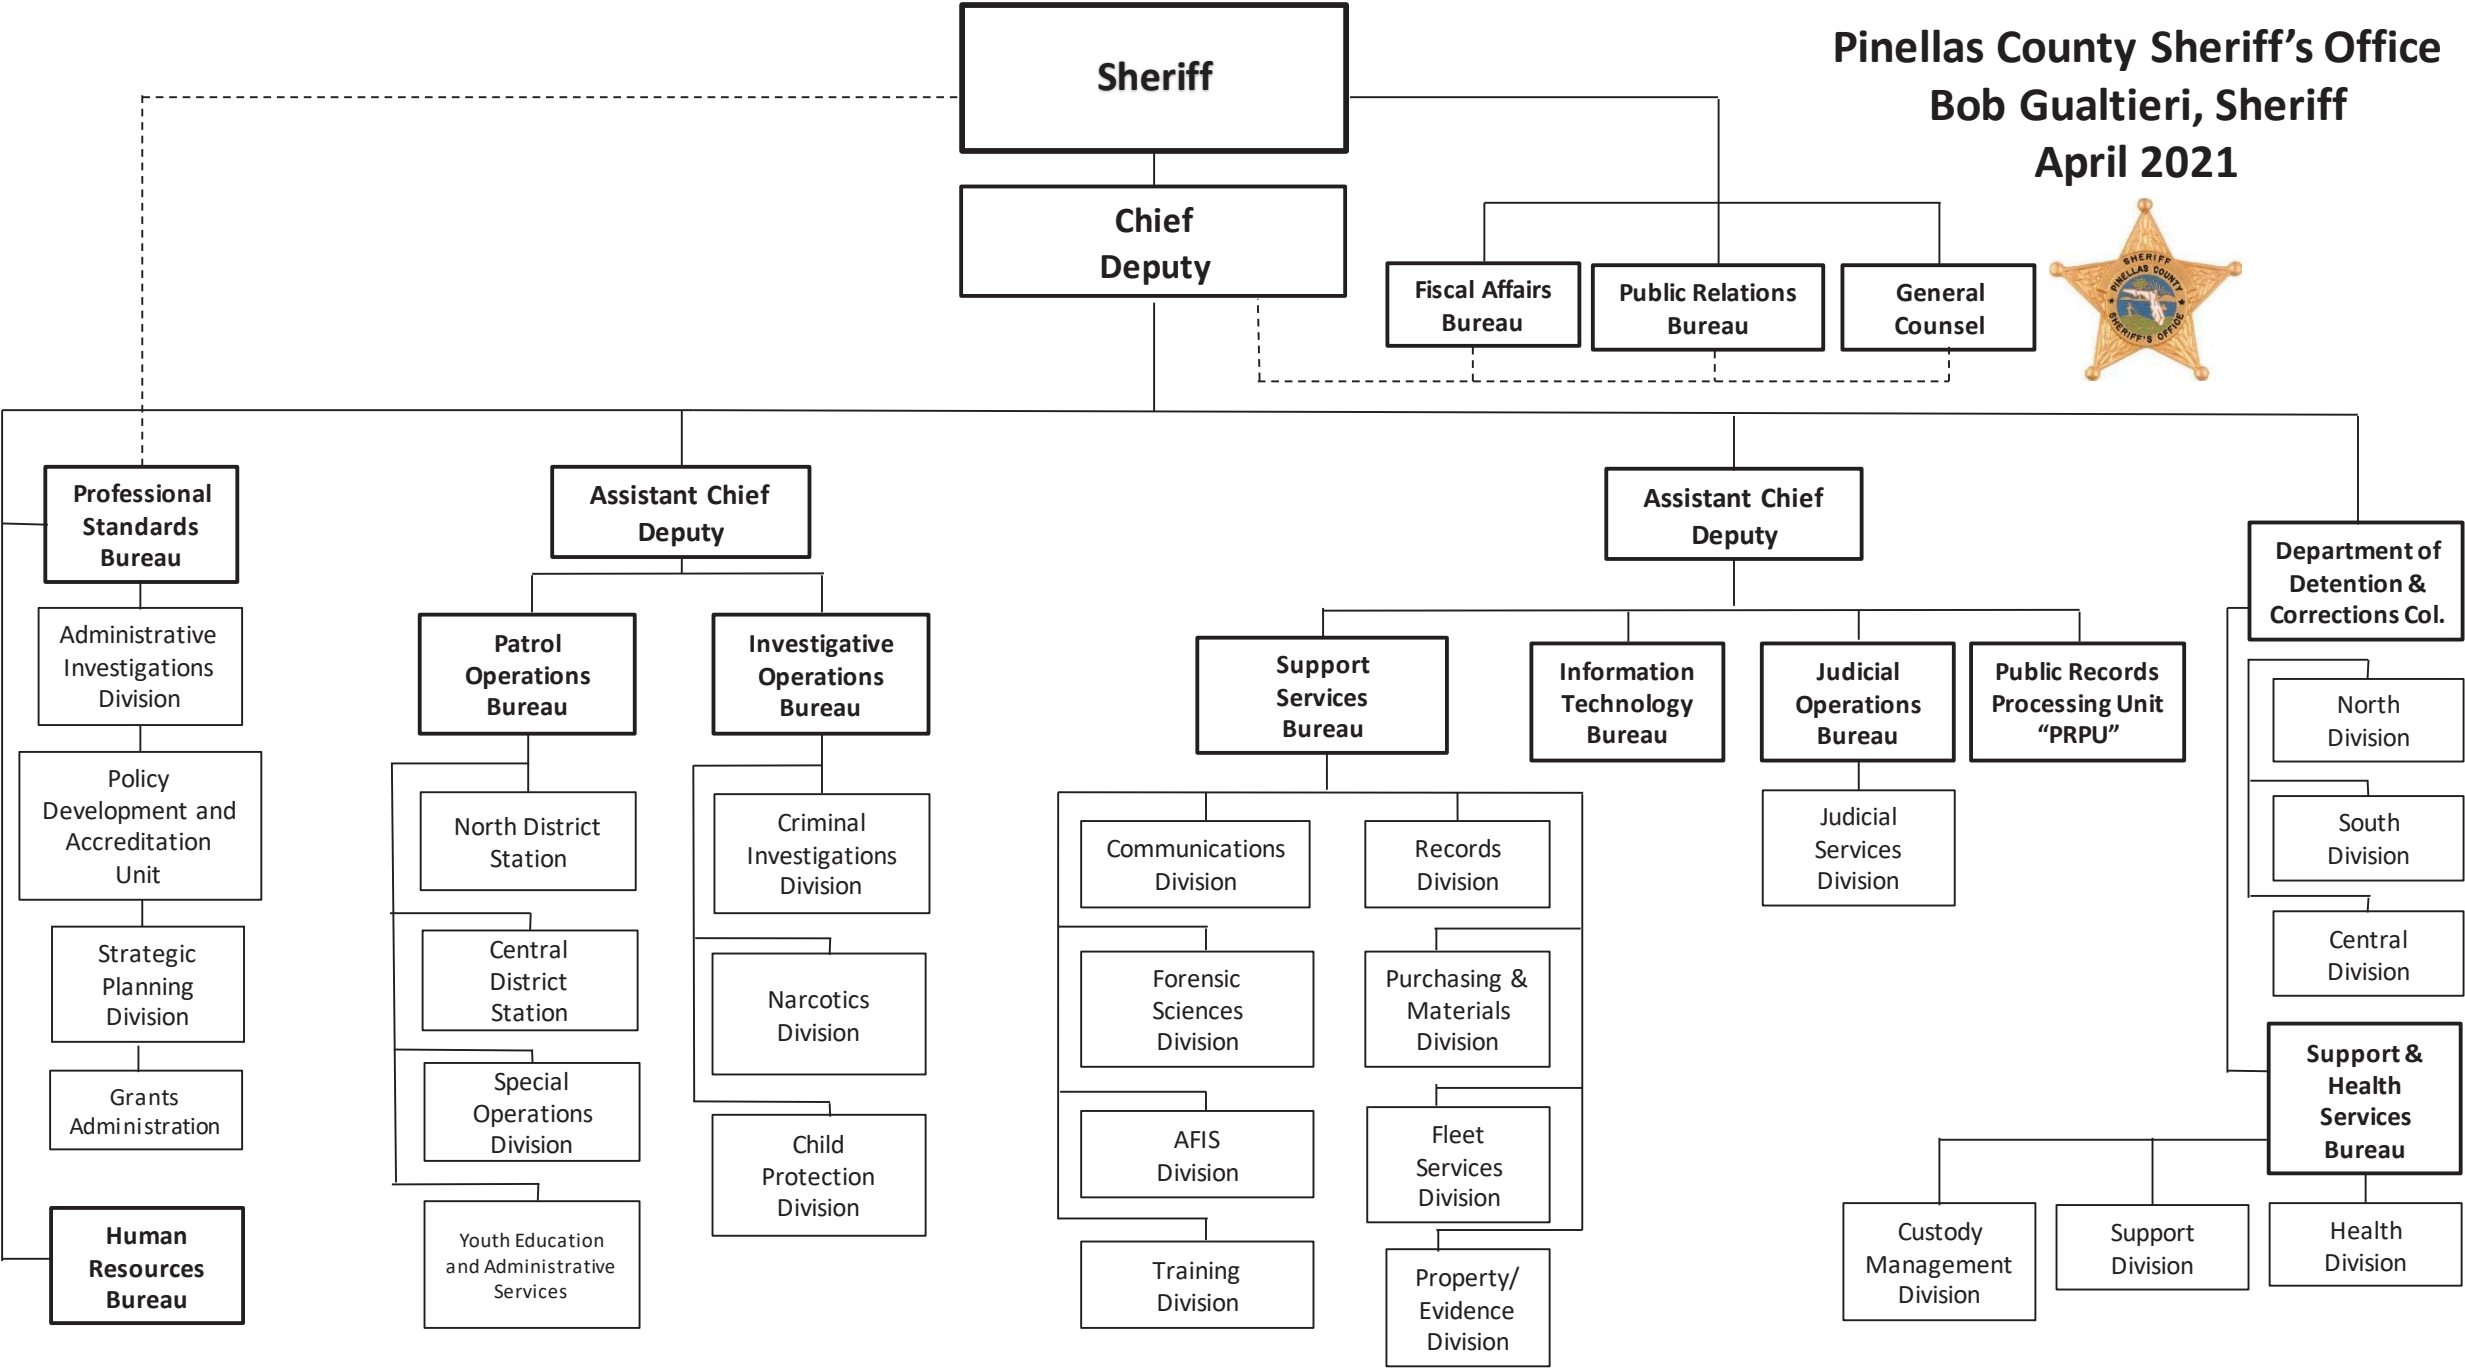 Sheriff
Pinellas County Sheriff’s Office
Bob Gualtieri, Sheriff
April 2021
Chief
Deputy
Fiscal Affairs
Bureau
Public Relations
Bureau
General
Counsel
SHERIFF
PINELLAS COUNTY
SHERIFF'S OFFICE
Professional
Standards
Bureau
Administrative
Investigations
Division
Policy
Development and
Accreditation
Unit
Strategic
Planning
Division
Grants
Administration
Human
Resources
Bureau
Assistant Chief
Deputy
Patrol
Operations
Bureau
North District
Station
Central
District
Station
Special
Operations
Division
Youth Education
and Administrative
Services
Investigative
Operations
Bureau
Criminal
Investigations
Division
Narcotics
Division
Child
Protection
Division
Assistant Chief
Deputy
Support
Services
Bureau
Communications
Division
Forensic
Sciences
Division
AFIS
Division
Training
Division
Records
Division
Purchasing &
Materials
Division
Fleet
Services
Division
Property/
Evidence
Division
Information
Technology
Bureau
Judicial
Operations
Bureau
Judicial
Services
Division
Public Records
Processing Unit
“PRPU”
Department of
Detention &
Corrections Col.
North
Division
South
Division
Central
Division
Support &
Health
Services
Bureau
Custody
Management
Division
Support
Division
Health
Division